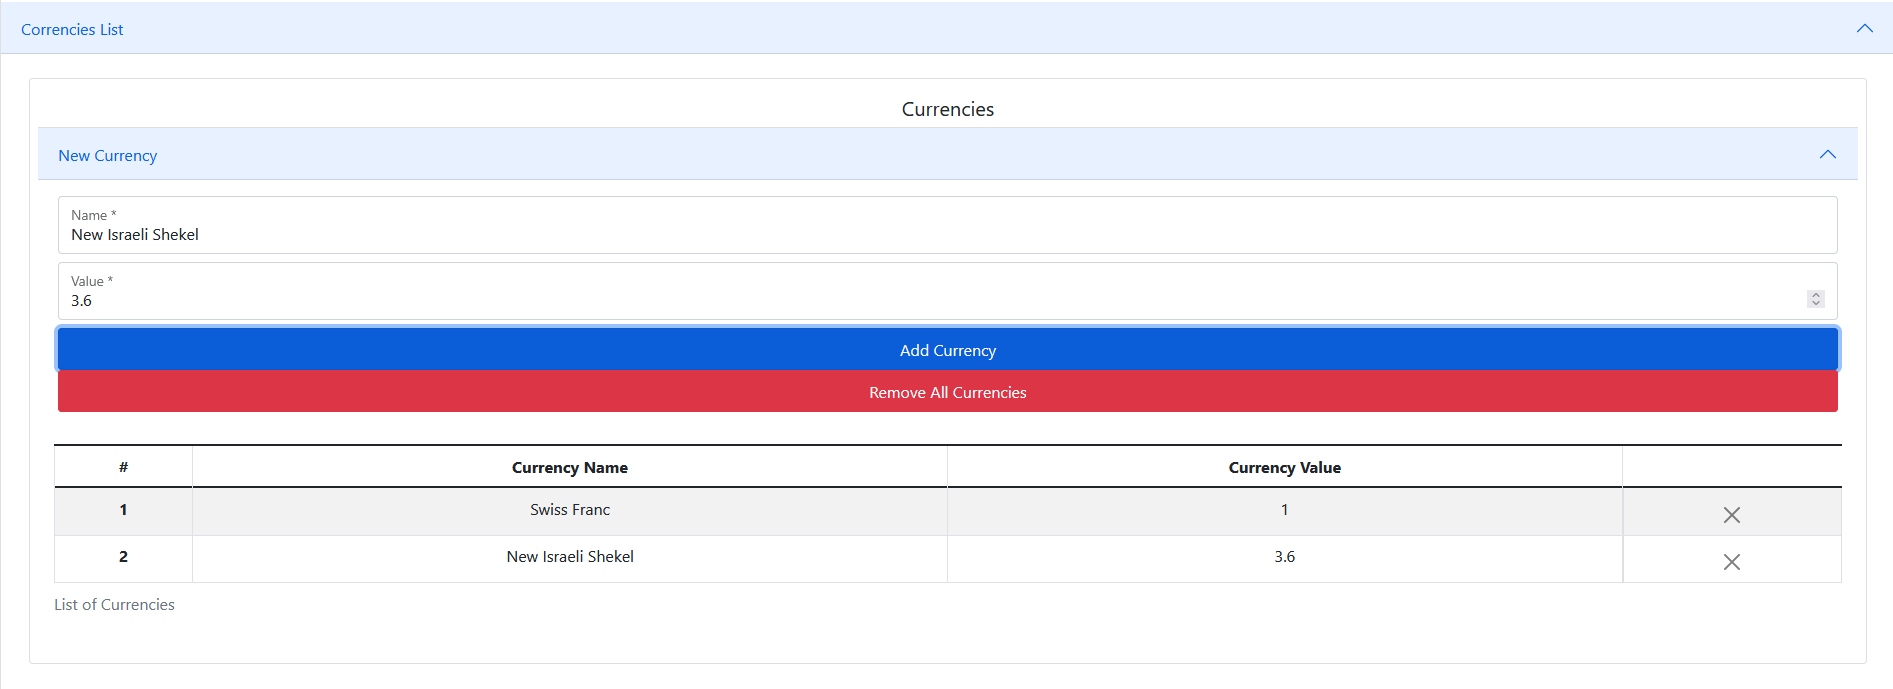 Correncies List
Currencies
New Currency
Name *
New Israeli Shekel
Value *
3.6
Add Currency
Remove All Currencies
# Currency Name Currency Value
1 Swiss Franc 1
2 New Israeli Shekel 3.6
List of Currencies